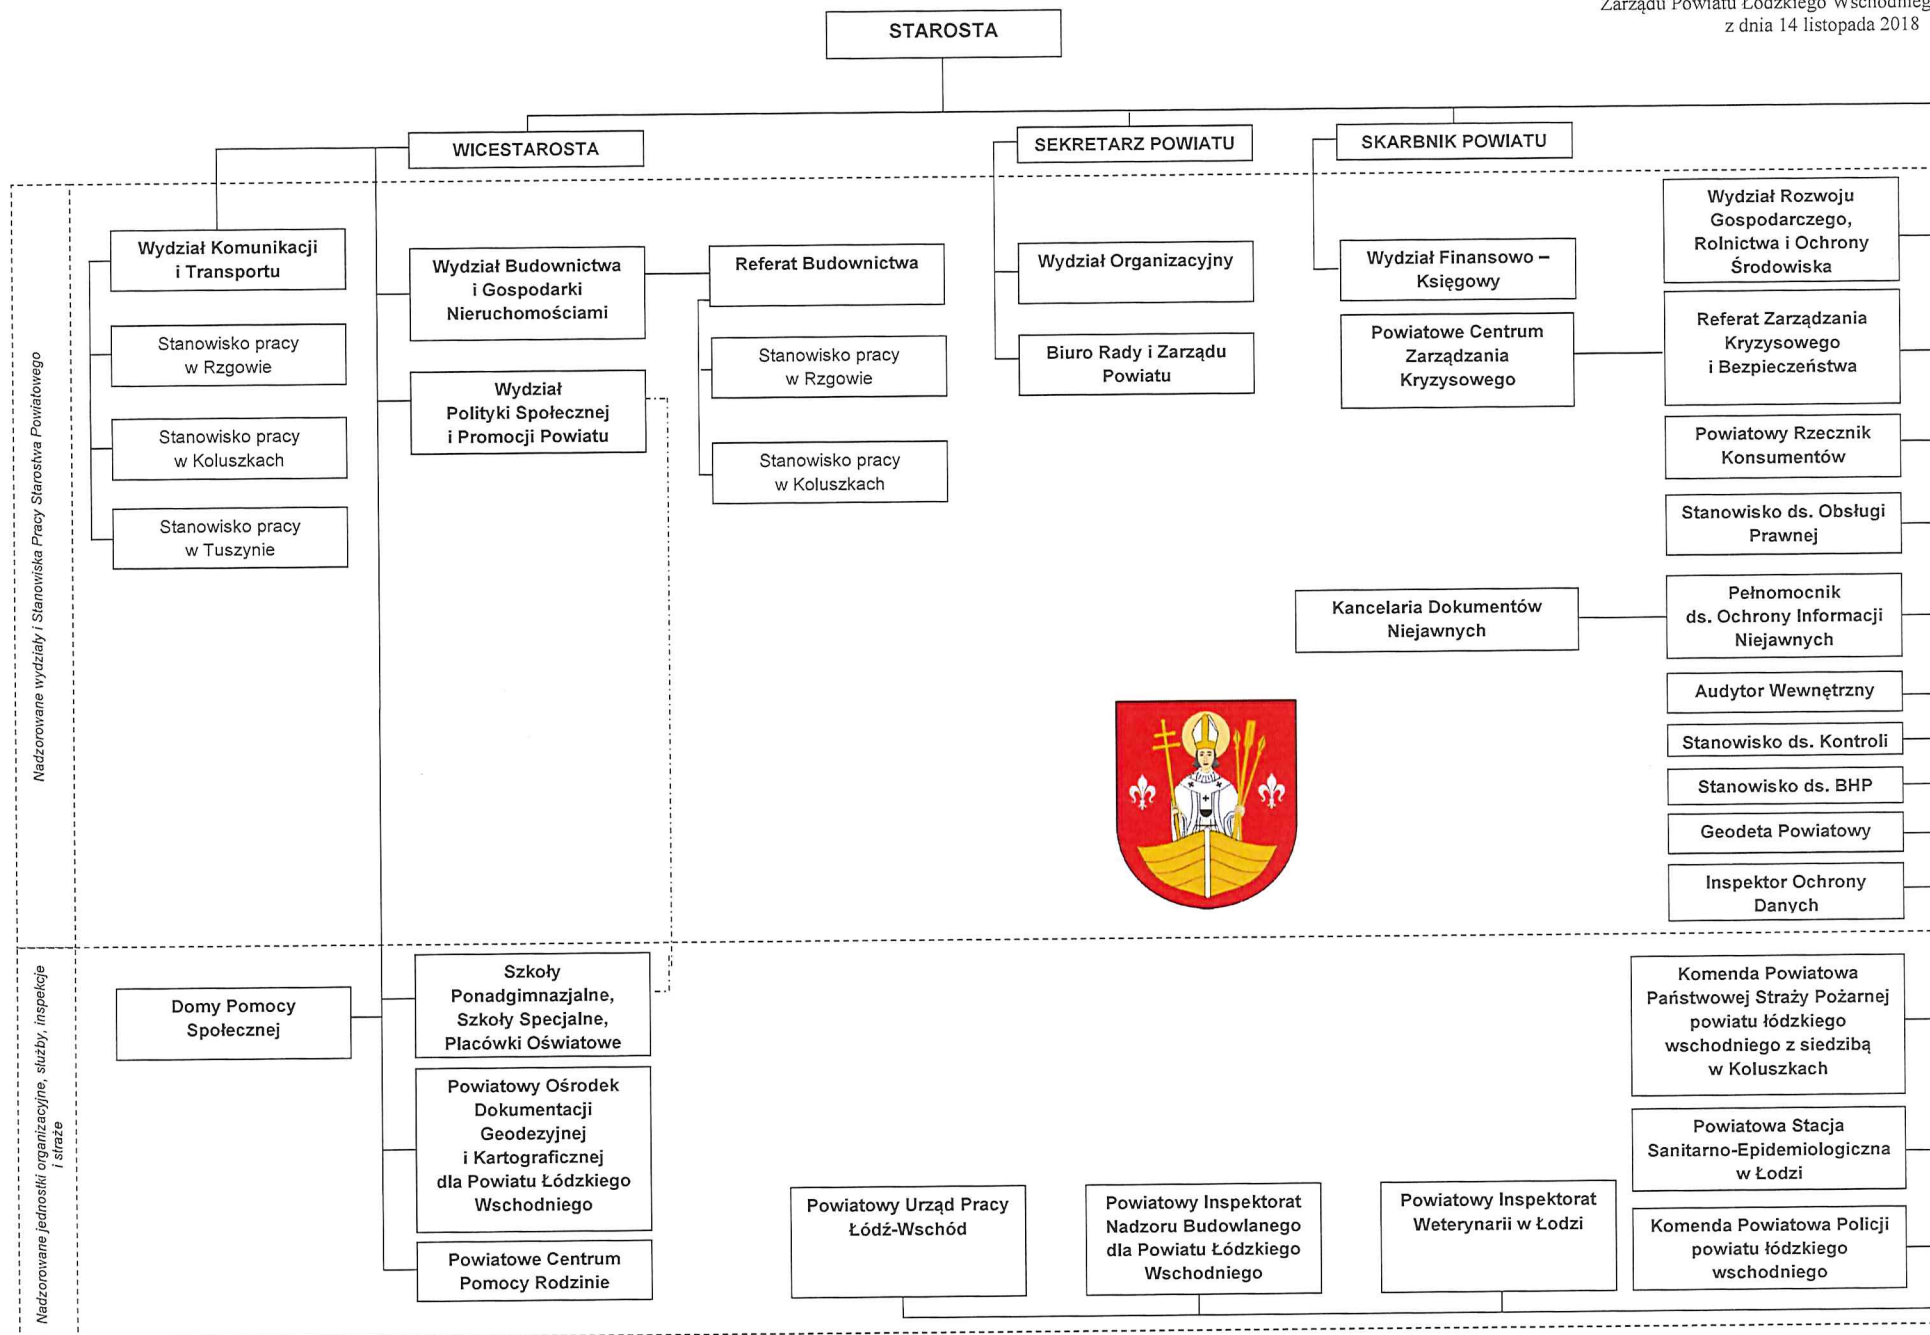 Zarządu Powiatu Łódzkiego Wschodnieg
z dnia 14 listopada 2018
STAROSTA
WICESTAROSTA
SEKRETARZ POWIATU
SKARBNIK POWIATU
Nadzorowane wydziały i Stanowiska Pracy Starostwa Powiatowego
Wydział Komunikacji
i Transportu
Stanowisko pracy
w Rzgowie
Stanowisko pracy
w Koluszkach
Stanowisko pracy
w Tuszynie
Wydział Budownictwa
i Gospodarki
Nieruchomościami
Wydział
Polityki Społecznej
i Promocji Powiatu
Referat Budownictwa
Stanowisko pracy
w Rzgowie
Stanowisko pracy
w Koluszkach
Wydział Organizacyjny
Biuro Rady i Zarządu
Powiatu
Wydział Finansowo –
Księgowy
Powiatowe Centrum
Zarządzania
Kryzysowego
Kancelaria Dokumentów
Niejawnych
Wydział Rozwoju
Gospodarczego,
Rolnictwa i Ochrony
Środowiska
Referat Zarządzania
Kryzysowego
i Bezpieczeństwa
Powiatowy Rzecznik
Konsumentów
Stanowisko ds. Obsługi
Prawnej
Pełnomocnik
ds. Ochrony Informacji
Niejawnych
Audytor Wewnętrzny
Stanowisko ds. Kontroli
Stanowisko ds. BHP
Geodeta Powiatowy
Inspektor Ochrony
Danych
Nadzorowane jednostki organizacyjne, służby, inspekcje
i straże
Domy Pomocy
Społecznej
Szkoły
Ponadgimnazjalne,
Szkoły Specjalne,
Placówki Oświatowe
Powiatowy Ośrodek
Dokumentacji
Geodezyjnej
i Kartograficznej
dla Powiatu Łódzkiego
Wschodniego
Powiatowe Centrum
Pomocy Rodzinie
Powiatowy Urząd Pracy
Łódź-Wschód
Powiatowy Inspektorat
Nadzoru Budowlanego
dla Powiatu Łódzkiego
Wschodniego
Powiatowy Inspektorat
Weterynarii w Łodzi
Komenda Powiatowa
Państwowej Straży Pożarnej
powiatu łódzkiego
wschodniego z siedzibą
w Koluszkach
Powiatowa Stacja
Sanitarno-Epidemiologiczna
w Łodzi
Komenda Powiatowa Policji
powiatu łódzkiego
wschodniego